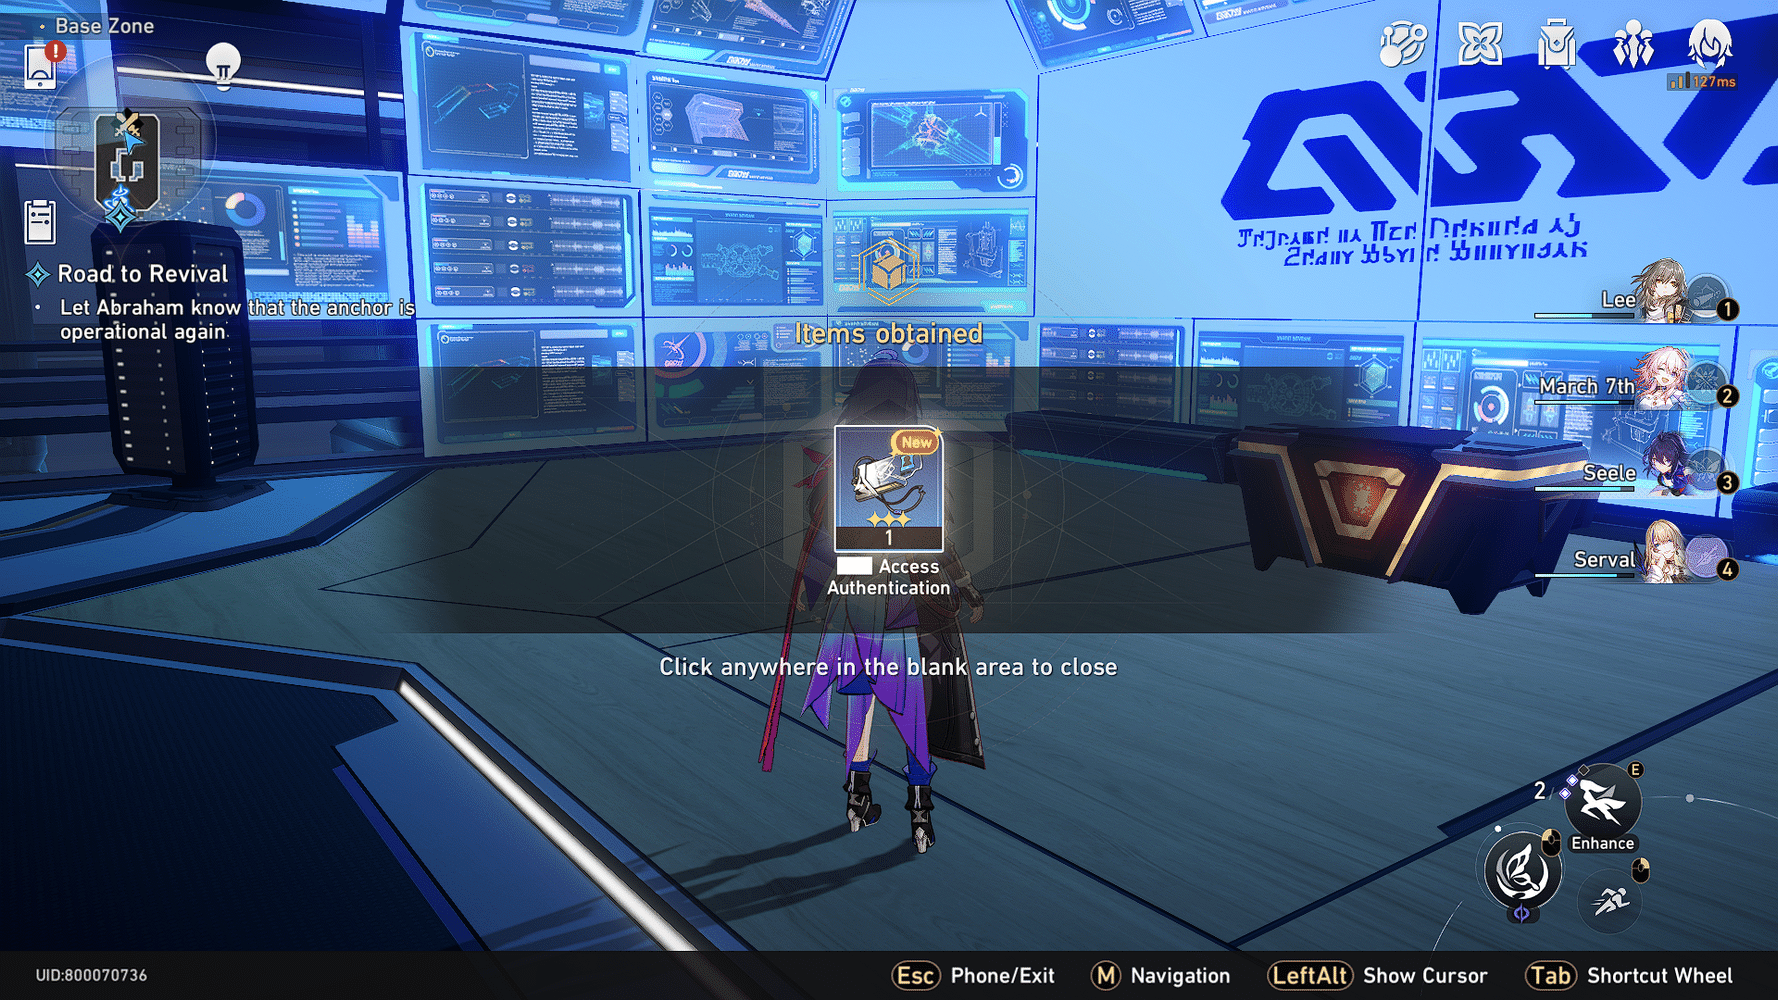 Base Zone
127ms
Road to Revival
Let Abraham know that the anchor is
operational again
Items obtained
New
1
Access
Authentication
Click anywhere in the blank area to close
Lee
1
March 7th
2
Seele
3
Serval
4
2
E
Enhance
UID:800070736
Esc Phone/Exit
M Navigation
LeftAlt Show Cursor
Tab Shortcut Wheel